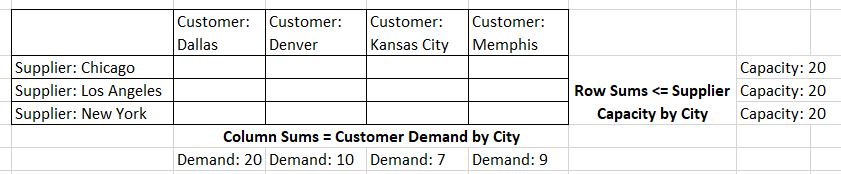 Customer: Customer: Customer: Customer:
Dallas Denver Kansas City Memphis
Supplier: Chicago Capacity: 20
Supplier: Los Angeles Row Sums <= Supplier Capacity: 20
Supplier: New York Capacity by City Capacity: 20
Column Sums = Customer Demand by City
Demand: 20 Demand: 10 Demand: 7 Demand: 9